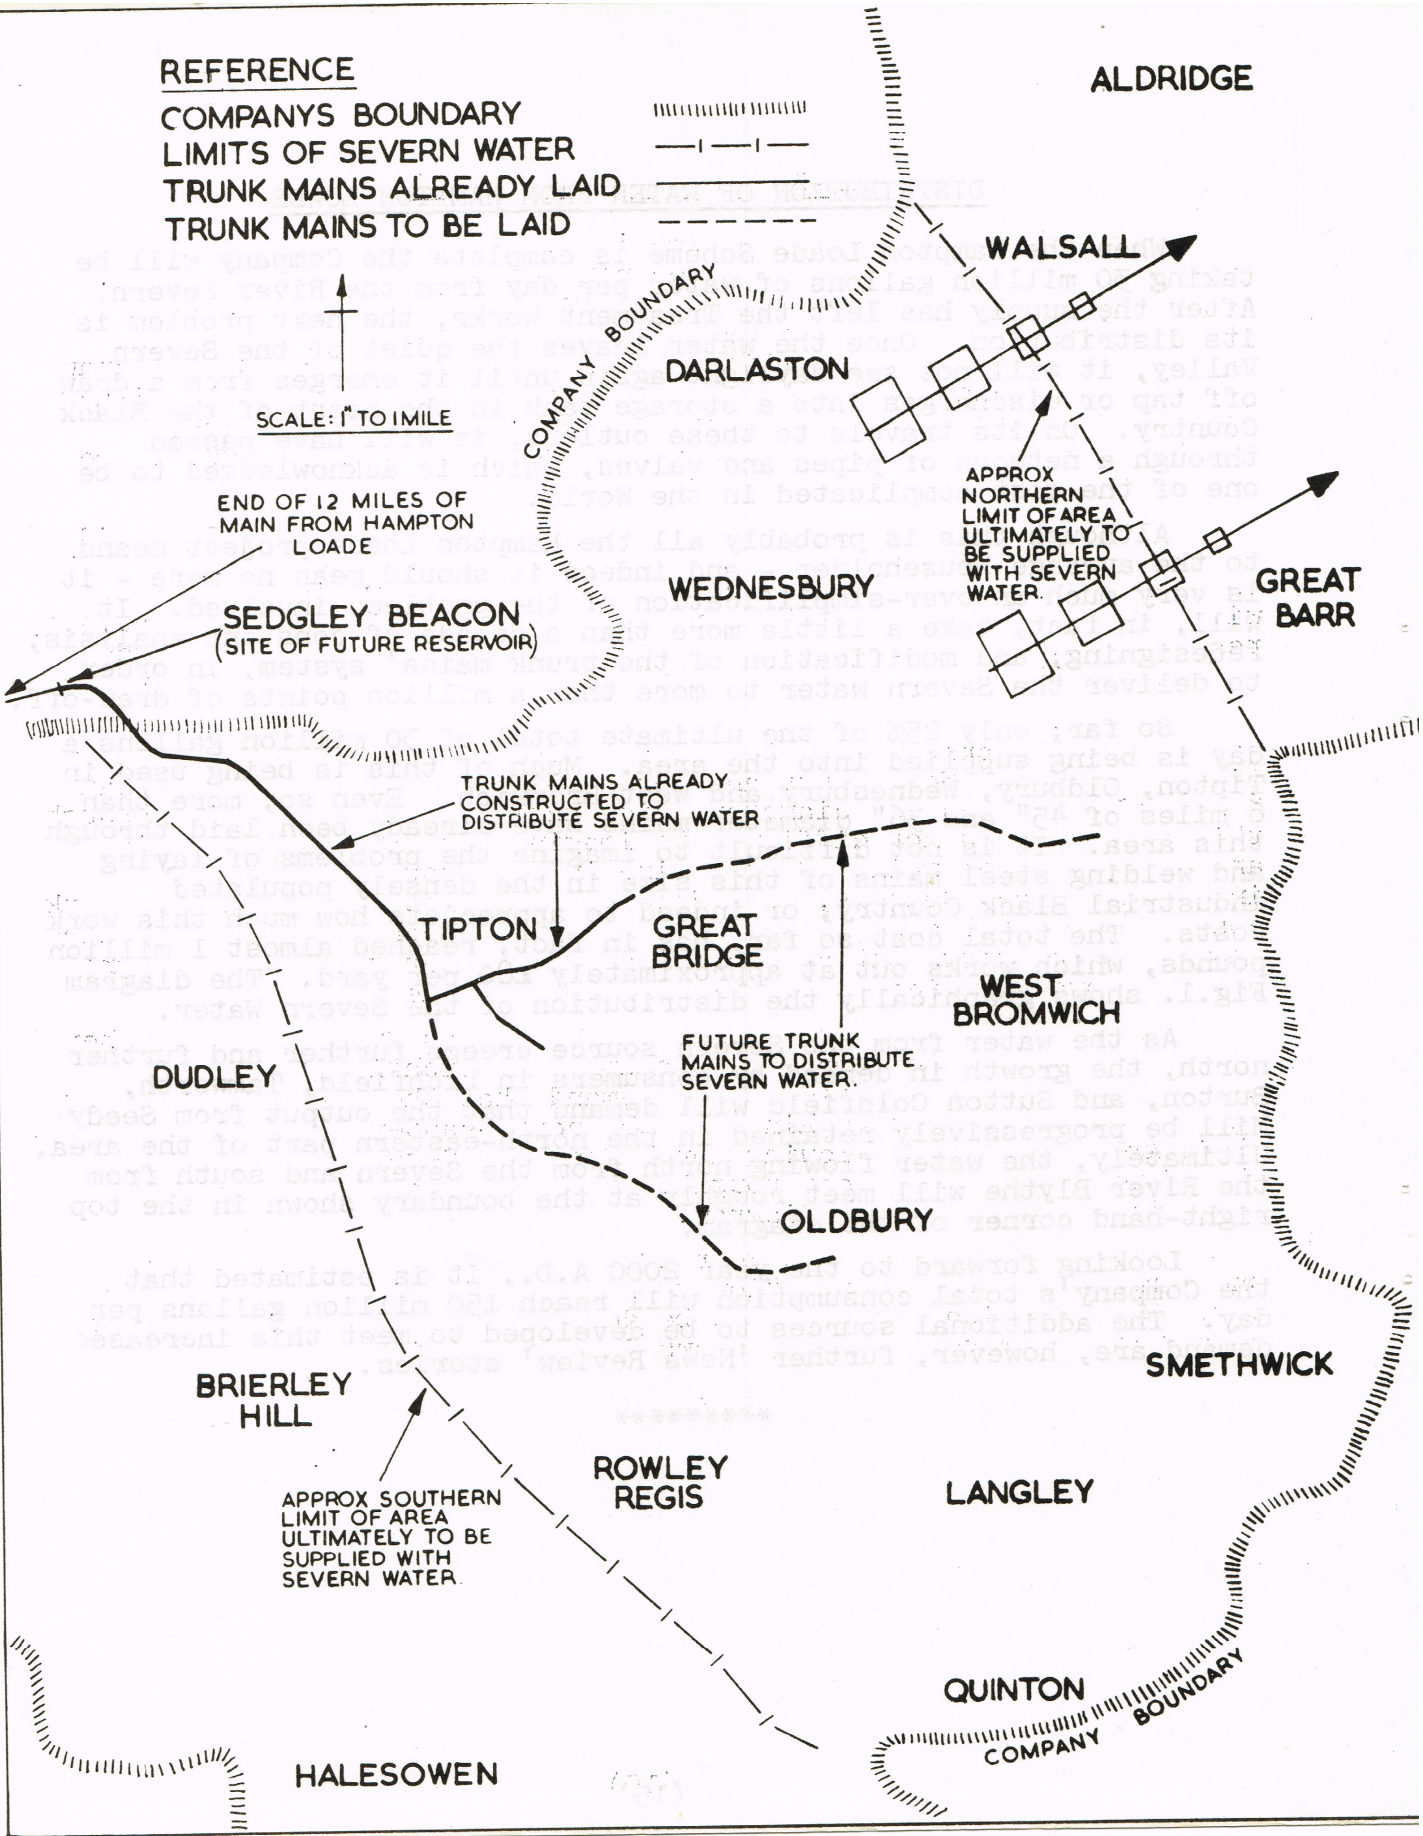 REFERENCE
COMPANYS BOUNDARY
LIMITS OF SEVERN WATER
TRUNK MAINS ALREADY LAID
TRUNK MAINS TO BE LAID
ALDRIDGE
WALSALL
COMPANY BOUNDARY
DARLASTON
SCALE: 1" TO 1MILE
END OF 12 MILES OF
MAIN FROM HAMPTON
LOADE
APPROX
NORTHERN
LIMIT OF AREA
ULTIMATELY TO
BE SUPPLIED
WITH SEVERN
WATER.
WEDNESBURY
GREAT
BARR
SEDGLEY BEACON
(SITE OF FUTURE RESERVOIR)
TRUNK MAINS ALREADY
CONSTRUCTED TO
DISTRIBUTE SEVERN WATER
TIPTON
GREAT
BRIDGE
WEST
BROMWICH
FUTURE TRUNK
MAINS TO DISTRIBUTE
SEVERN WATER.
DUDLEY
OLDBURY
SMETHWICK
BRIERLEY
HILL
ROWLEY
REGIS
LANGLEY
APPROX SOUTHERN
LIMIT OF AREA
ULTIMATELY TO BE
SUPPLIED WITH
SEVERN WATER.
QUINTON
COMPANY BOUNDARY
HALESOWEN